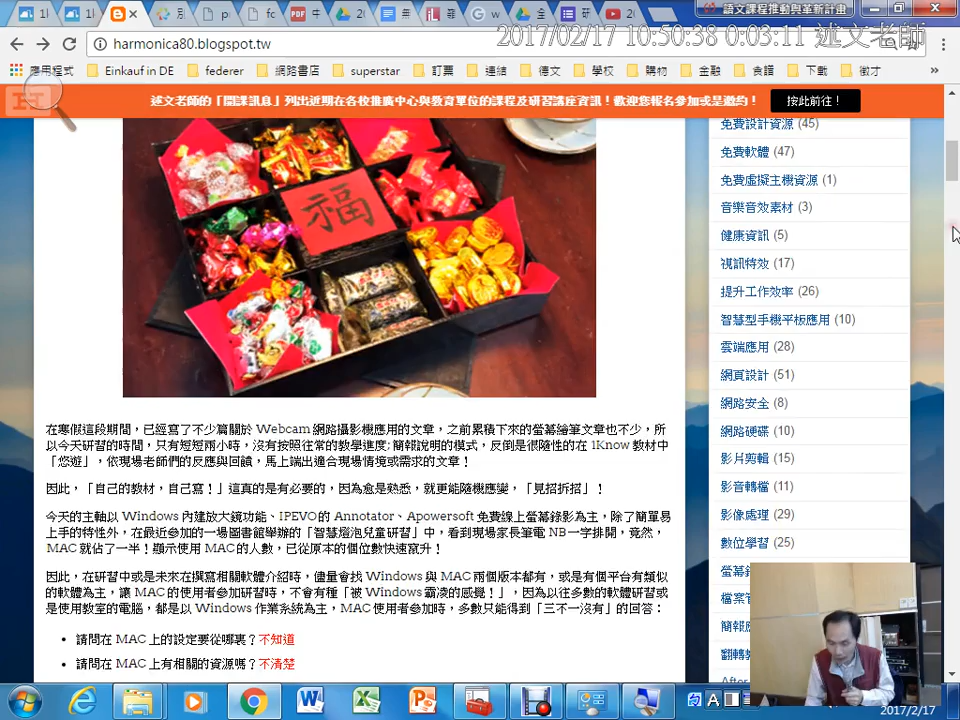 語文課程推動與革新計畫
2017/02/17 10:50:38 0:03:11 述文老師
harmonica80.blogspot.tw
應用程式
Einkauf in DE
federer
網路書店
superstar
訂票
連結
德文
學校
購物
金融
食譜
下載
徵才
述文老師的「開課訊息」列出近期在各校推廣中心與教育單位的課程及研習講座資訊！歡迎您報名參加或是邀約！
按此前往！
福
在寒假這段期間，已經寫了不少篇關於 Webcam 網路攝影機應用的文章，之前累積下來的螢幕繪筆文章也不少，所
以今天研習的時間，只有短短兩小時，沒有按照往常的教學進度；簡報說明的模式，反倒是很隨性的在 1Know 教材中
「悠遊」，依現場老師們的反應與回饋，馬上端出適合現場情境或需求的文章！
因此，「自己的教材，自己寫！」這真的是有必要的，因為愈是熟悉，就更能隨機應變，「見招拆招」！
今天的主軸以 Windows 內建放大鏡功能、IPEVO的 Annotator、Apowersoft 免費線上螢幕錄影為主，除了簡單易
上手的特性外，在最近參加的一場圖書館舉辦的「智慧燈泡兒童研習」中，看到現場家長筆電 NB一字排開，竟然，
MAC 就佔了一半！顯示使用 MAC的人數，已從原本的個位數快速竄升！
因此，在研習中或是未來在撰寫相關軟體介紹時，儘量會找 Windows 與 MAC 兩個版本都有，或是有個平台有類似
的軟體為主，讓 MAC 的使用者參加研習時，不會有種「被 Windows 霸凌的感覺！」，因為以往多數的軟體研習或
是使用教室的電腦，都是以 Windows 作業系統為主，MAC 使用者參加時，多數只能得到「三不一沒有」的回答：
請問在 MAC 上的設定要從哪裏？不知道
請問在 MAC 上有相關的資源嗎？不清楚
免費設計資源 (45)
免費軟體 (47)
免費虛擬主機資源 (1)
音樂音效素材 (3)
健康資訊 (5)
視訊特效 (17)
提升工作效率 (26)
智慧型手機平板應用 (10)
雲端應用 (28)
網頁設計 (51)
網路安全 (8)
網路硬碟 (10)
影片剪輯 (15)
影音轉檔 (11)
影像處理 (29)
數位學習 (25)
2017/2/17